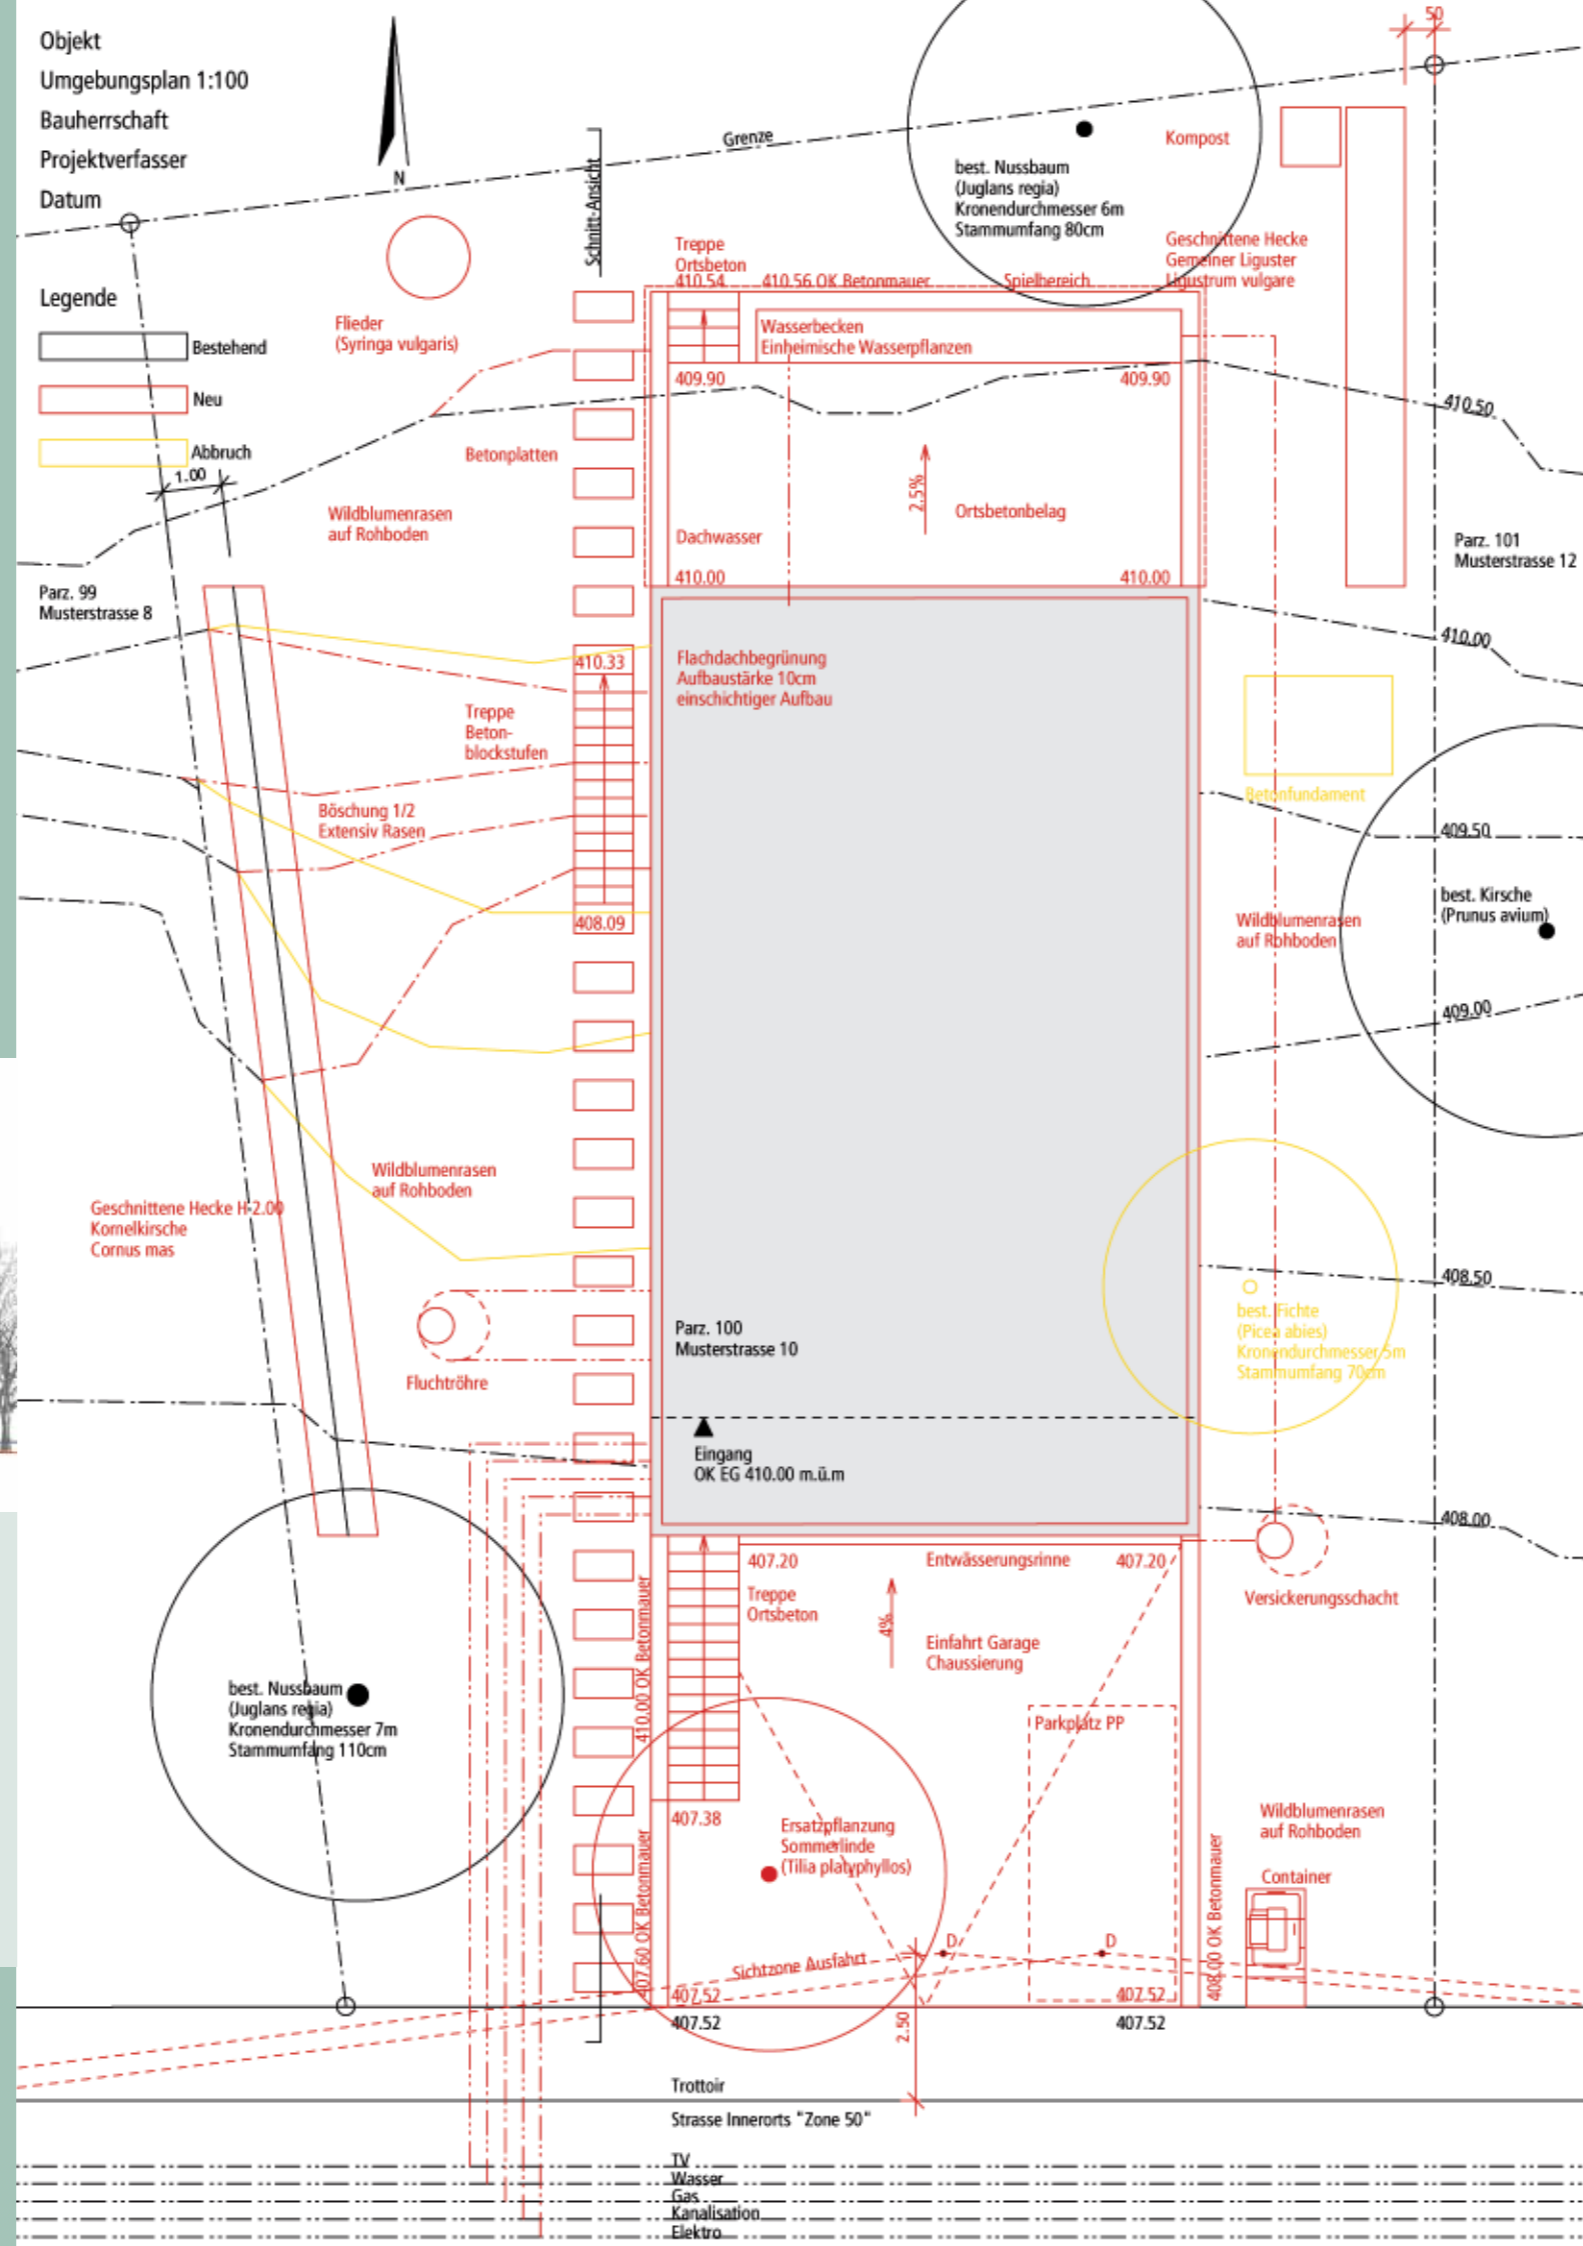 Objekt
Umgebungsplan 1:100
Bauherrschaft
Projektverfasser
Datum
N
Schnitt-Ansicht
Grenze
50
Kompost
best. Nussbaum
(Juglans regia)
Kronendurchmesser 6m
Stammumfang 80cm
Geschnittene Hecke
Gemeiner Liguster
Ligustrum vulgare
Treppe
Ortsbeton
410.54
410.56 OK Betonmauer
Spielbereich
Legende
Bestehend
Neu
Abbruch
1.00
Flieder
(Syringa vulgaris)
Wasserbecken
Einheimische Wasserpflanzen
409.90
409.90
410.50
Betonplatten
Wildblumenrasen
auf Rohboden
2.5%
Ortsbetonbelag
Dachwasser
410.00
410.00
Parz. 101
Musterstrasse 12
Parz. 99
Musterstrasse 8
410.00
410.33
Flachdachbegrünung
Aufbaustärke 10cm
einschichtiger Aufbau
Treppe
Beton-
blockstufen
Betonfundament
Böschung 1/2
Extensiv Rasen
409.50
best. Kirsche
(Prunus avium)
408.09
Wildblumenrasen
auf Rohboden
409.00
Wildblumenrasen
auf Rohboden
Geschnittene Hecke H 2.00
Kornelkirsche
Cornus mas
408.50
best. Fichte
(Picea abies)
Kronendurchmesser 5m
Stammumfang 70cm
Parz. 100
Musterstrasse 10
Fluchtröhre
Eingang
OK EG 410.00 m.ü.m
408.00
407.20
Entwässerungsrinne
407.20
Treppe
Ortsbeton
410.00 OK Betonmauer
4%
Versickerungsschacht
Einfahrt Garage
Chaussierung
best. Nussbaum
(Juglans regia)
Kronendurchmesser 7m
Stammumfang 110cm
Parkplatz PP
407.38
Ersatzpflanzung
Sommerlinde
(Tilia platyphyllos)
Wildblumenrasen
auf Rohboden
Container
407.60 OK Betonmauer
408.00 OK Betonmauer
D
D
Sichtzone Ausfahrt
407.52
407.52
407.52
407.52
2.50
Trottoir
Strasse Innerorts "Zone 50"
TV
Wasser
Gas
Kanalisation
Elektro